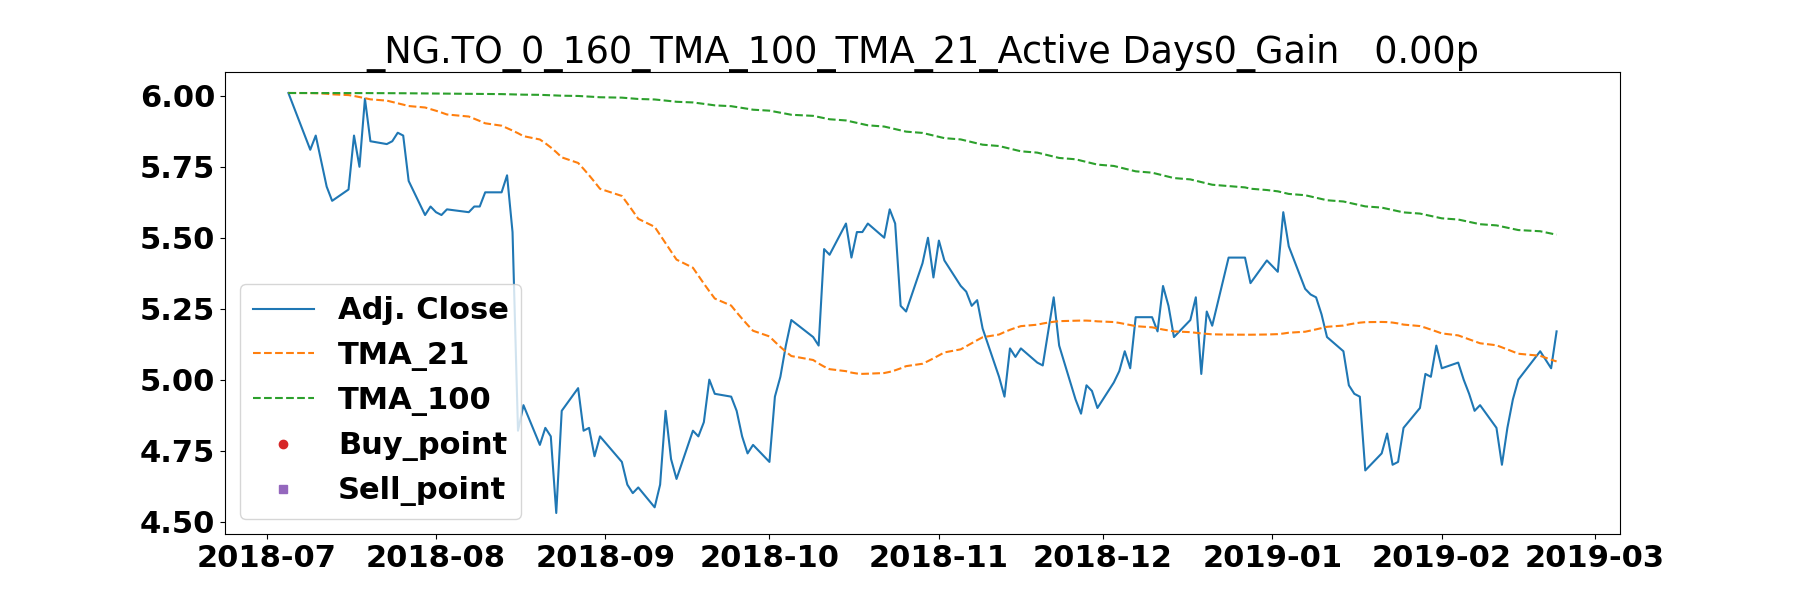 _NG.TO_0_160_TMA_100_TMA_21_Active Days0_Gain   0.00p
6.00
5.75
5.50
5.25
5.00
4.75
4.50
Adj. Close
TMA_21
TMA_100
Buy_point
Sell_point
2018-07 2018-08 2018-09 2018-10 2018-11 2018-12 2019-01 2019-02 2019-03